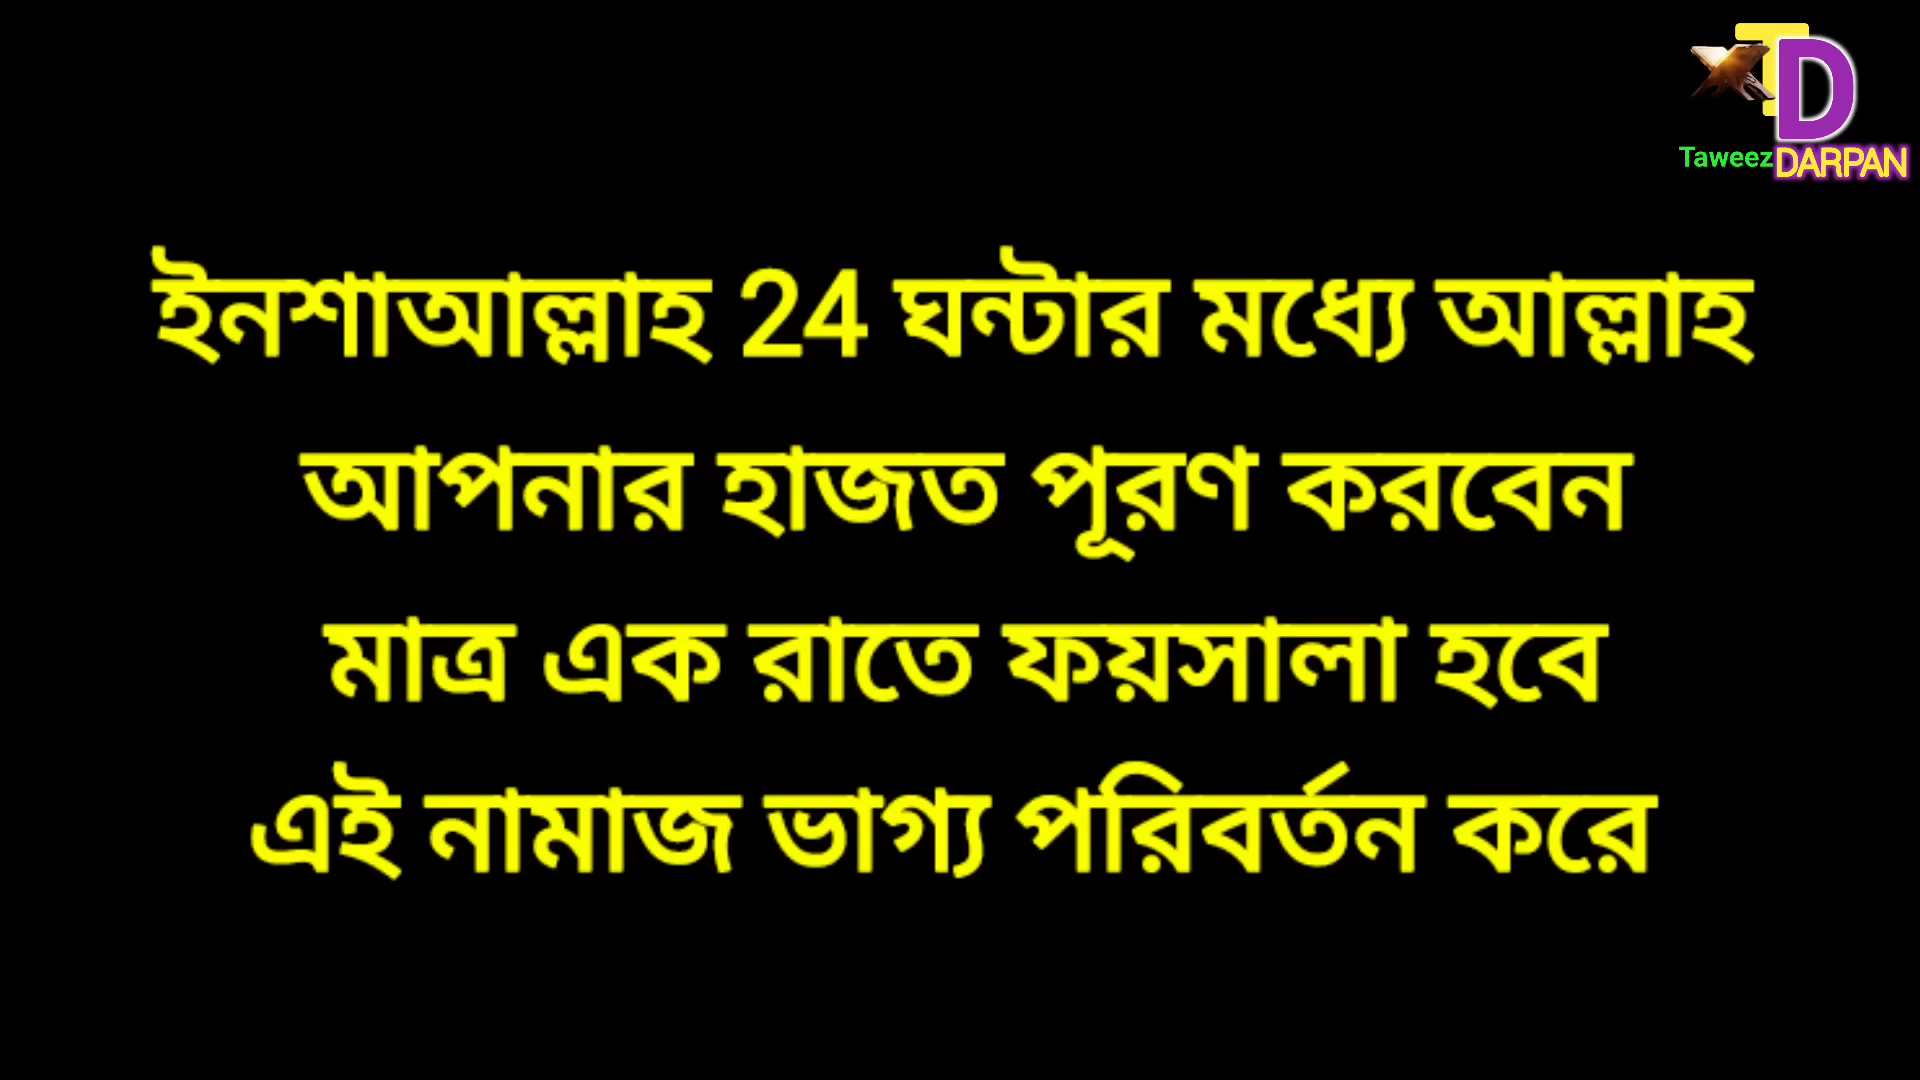 TD
Taweez DARPAN
ইনশাআল্লাহ 24 ঘন্টার মধ্যে আল্লাহ
আপনার হাজত পূরণ করবেন
মাত্র এক রাতে ফয়সালা হবে
এই নামাজ ভাগ্য পরিবর্তন করে